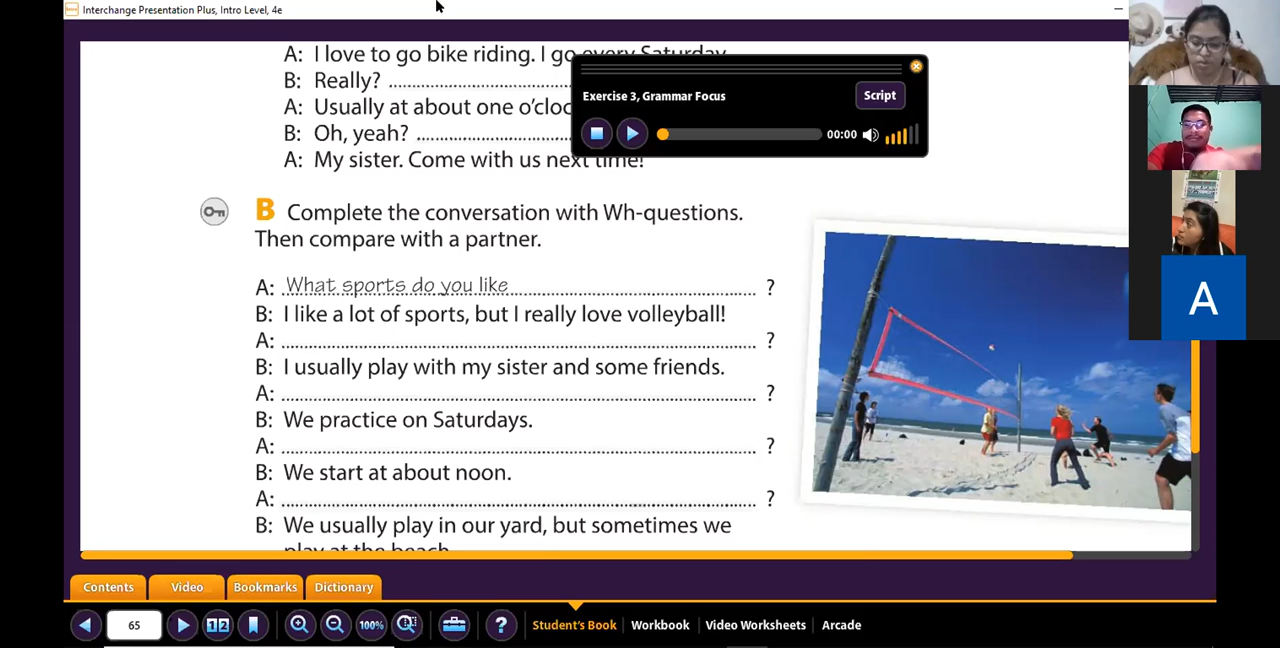 Interchange Presentation Plus, Intro Level, 4e
A: I love to go bike riding. I go every Saturday.
B: Really?
A: Usually at about one o'cloc
B: Oh, yeah?
A: My sister. Come with us next time!
Exercise 3, Grammar Focus
Script
00:00
B Complete the conversation with Wh-questions.
Then compare with a partner.
A: What sports do you like ?
B: I like a lot of sports, but I really love volleyball!
A: ?
B: I usually play with my sister and some friends.
A: ?
B: We practice on Saturdays.
A: ?
B: We start at about noon.
A: ?
B: We usually play in our yard, but sometimes we
play at the beach
A
Contents Video Bookmarks Dictionary
65 12 100% ? Student's Book Workbook Video Worksheets Arcade